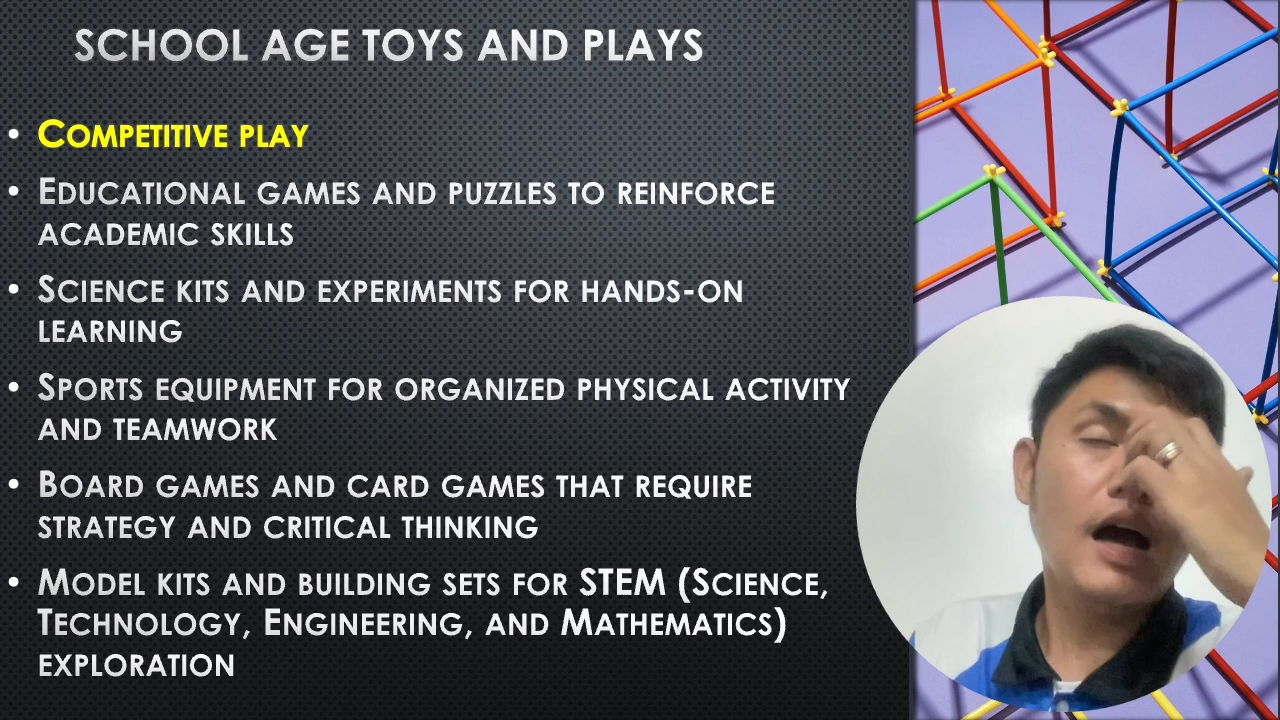 SCHOOL AGE TOYS AND PLAYS
• COMPETITIVE PLAY
• EDUCATIONAL GAMES AND PUZZLES TO REINFORCE
ACADEMIC SKILLS
• SCIENCE KITS AND EXPERIMENTS FOR HANDS-ON
LEARNING
• SPORTS EQUIPMENT FOR ORGANIZED PHYSICAL ACTIVITY
AND TEAMWORK
• BOARD GAMES AND CARD GAMES THAT REQUIRE
STRATEGY AND CRITICAL THINKING
• MODEL KITS AND BUILDING SETS FOR STEM (SCIENCE,
TECHNOLOGY, ENGINEERING, AND MATHEMATICS)
EXPLORATION